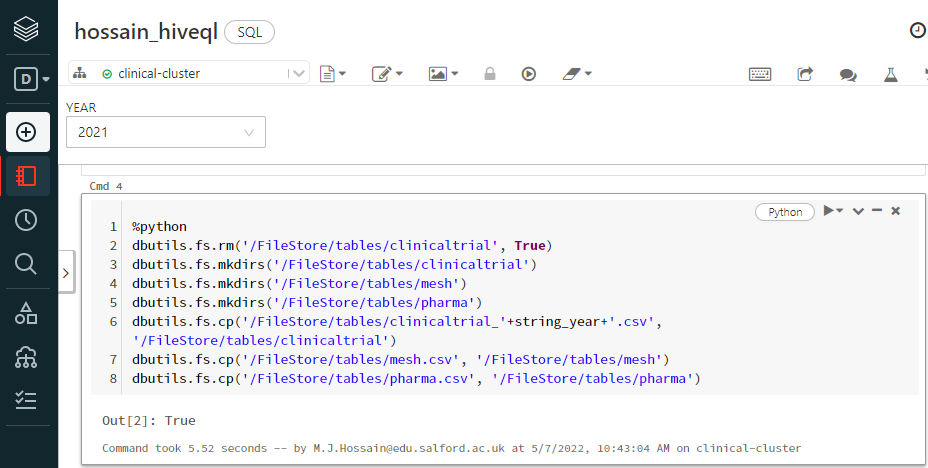 hossain_hiveql SQL
D clinical-cluster
YEAR
2021
Cmd 4
Python
1 %python
2 dbutils.fs.rm('/FileStore/tables/clinicaltrial', True)
3 dbutils.fs.mkdirs('/FileStore/tables/clinicaltrial')
4 dbutils.fs.mkdirs('/FileStore/tables/mesh')
5 dbutils.fs.mkdirs('/FileStore/tables/pharma')
6 dbutils.fs.cp('/FileStore/tables/clinicaltrial_'+string_year+'.csv',
'/FileStore/tables/clinicaltrial')
7 dbutils.fs.cp('/FileStore/tables/mesh.csv', '/FileStore/tables/mesh')
8 dbutils.fs.cp('/FileStore/tables/pharma.csv', '/FileStore/tables/pharma')
Out[2]: True
Command took 5.52 seconds -- by M.J.Hossain@edu.salford.ac.uk at 5/7/2022, 10:43:04 AM on clinical-cluster